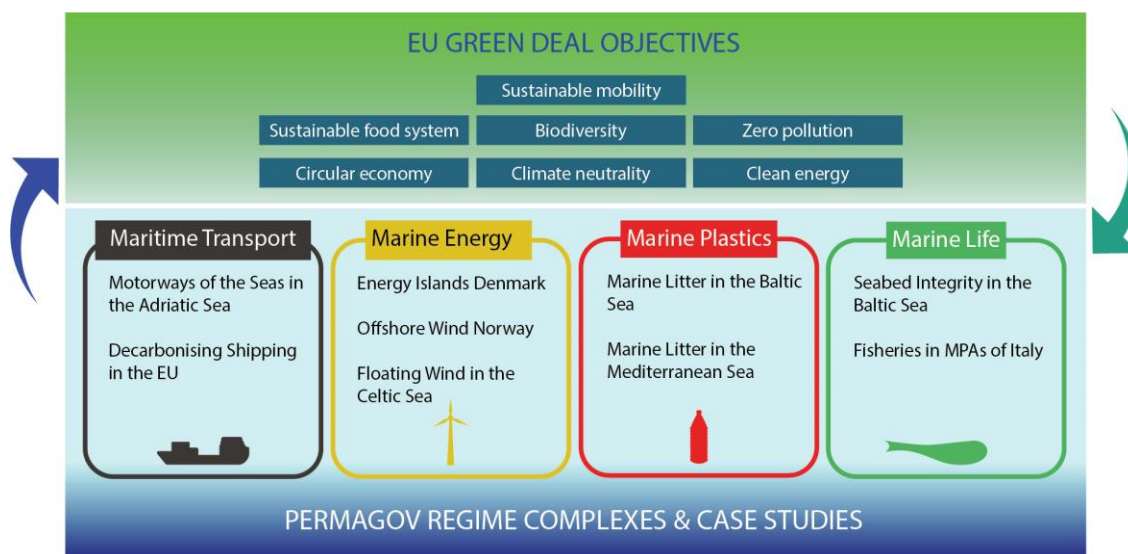 EU GREEN DEAL OBJECTIVES
Sustainable mobility
Sustainable food system
Biodiversity
Zero pollution
Circular economy
Climate neutrality
Clean energy
Maritime Transport
Motorways of the Seas in
the Adriatic Sea
Decarbonising Shipping
in the EU
Marine Energy
Energy Islands Denmark
Offshore Wind Norway
Floating Wind in the
Celtic Sea
Marine Plastics
Marine Litter in the Baltic
Sea
Marine Litter in the
Mediterranean Sea
Marine Life
Seabed Integrity in the
Baltic Sea
Fisheries in MPAs of Italy
PERMAGOV REGIME COMPLEXES & CASE STUDIES